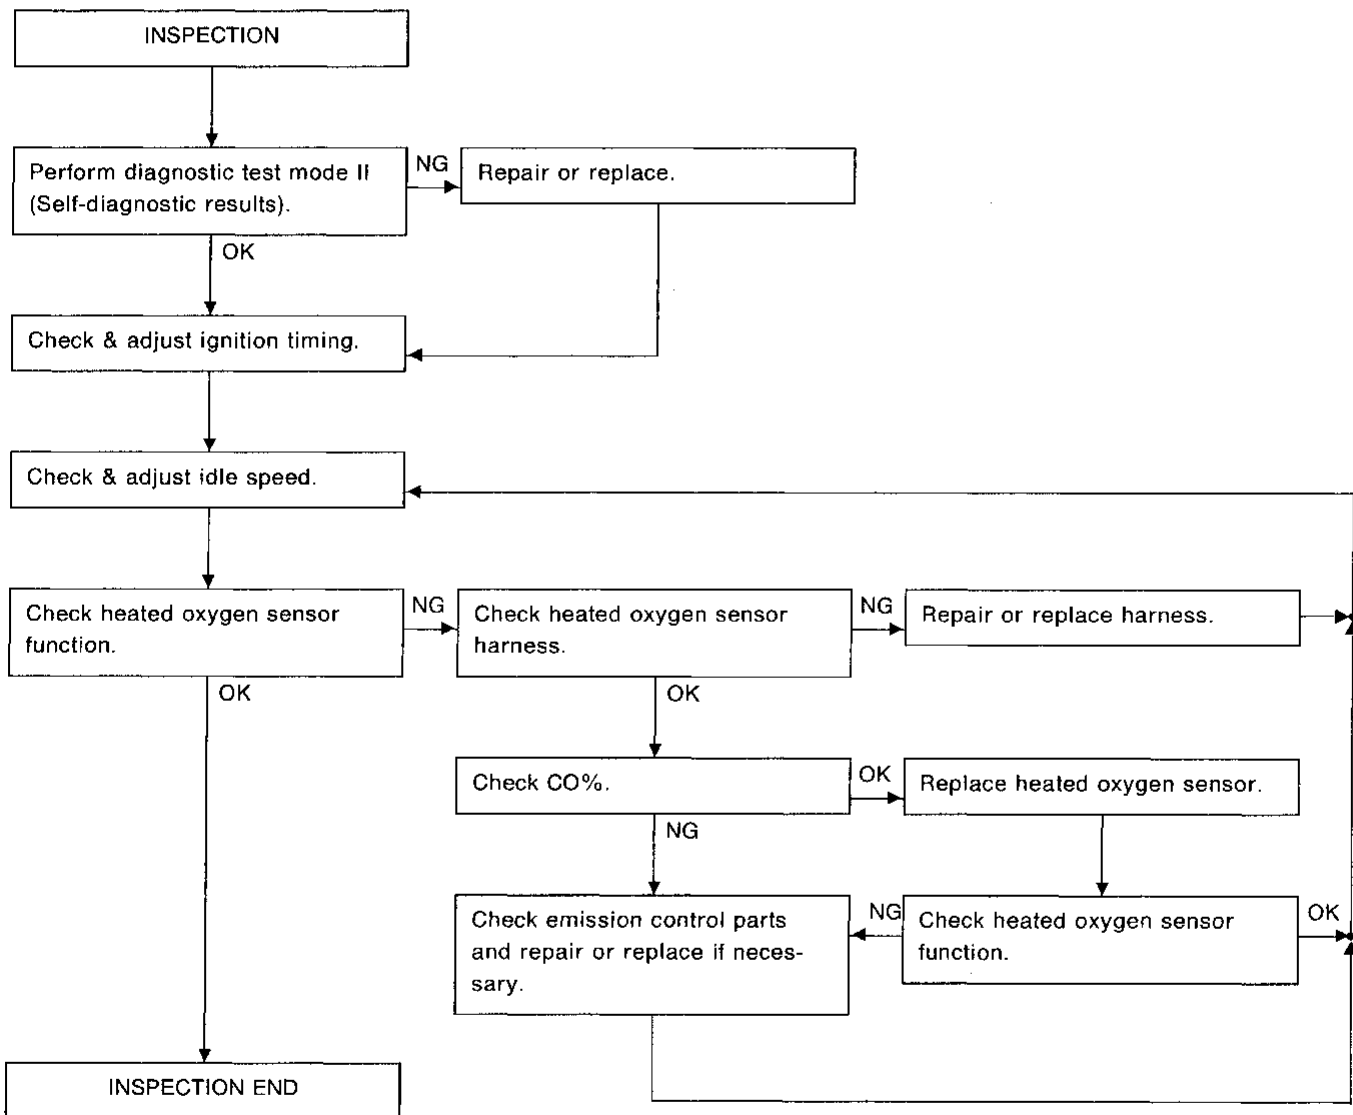 INSPECTION
Perform diagnostic test mode II
(Self-diagnostic results).
NG
Repair or replace.
OK
Check & adjust ignition timing.
Check & adjust idle speed.
Check heated oxygen sensor
function.
NG
Check heated oxygen sensor
harness.
NG
Repair or replace harness.
OK
OK
Check CO%.
OK
Replace heated oxygen sensor.
NG
Check emission control parts
and repair or replace if neces-
sary.
NG
Check heated oxygen sensor
function.
OK
INSPECTION END